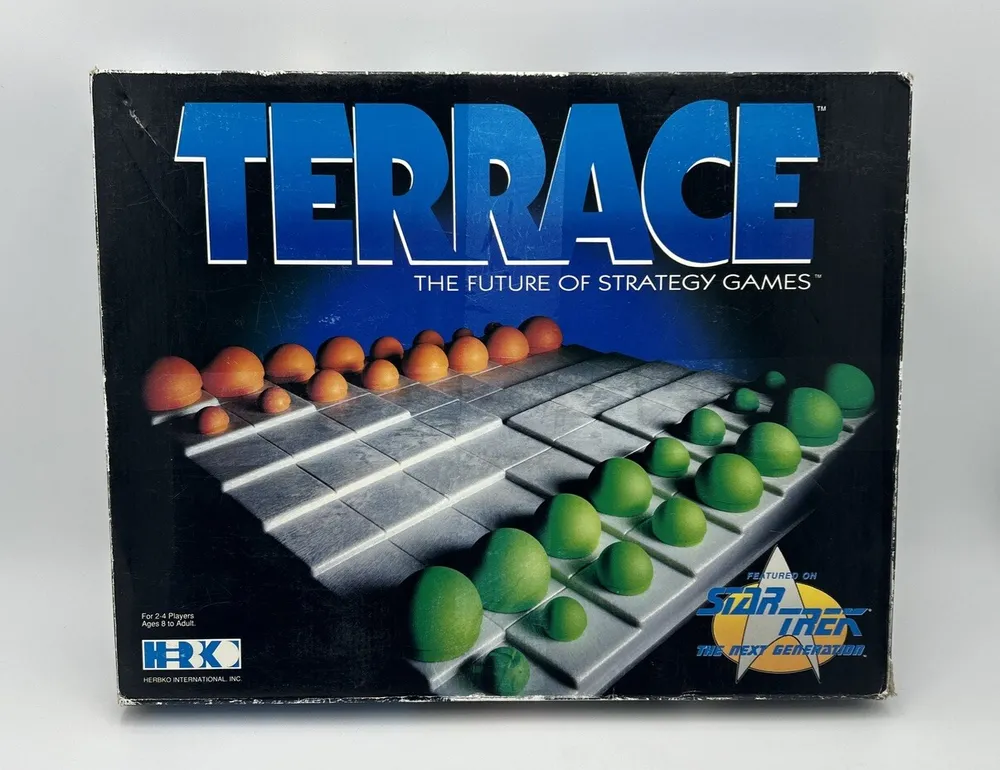 TERRACE™
THE FUTURE OF STRATEGY GAMES™
FEATURED ON
STAR TREK
THE NEXT GENERATION™
For 2-4 Players
Ages 8 to Adult.
HERKO
HERBKO INTERNATIONAL, INC.